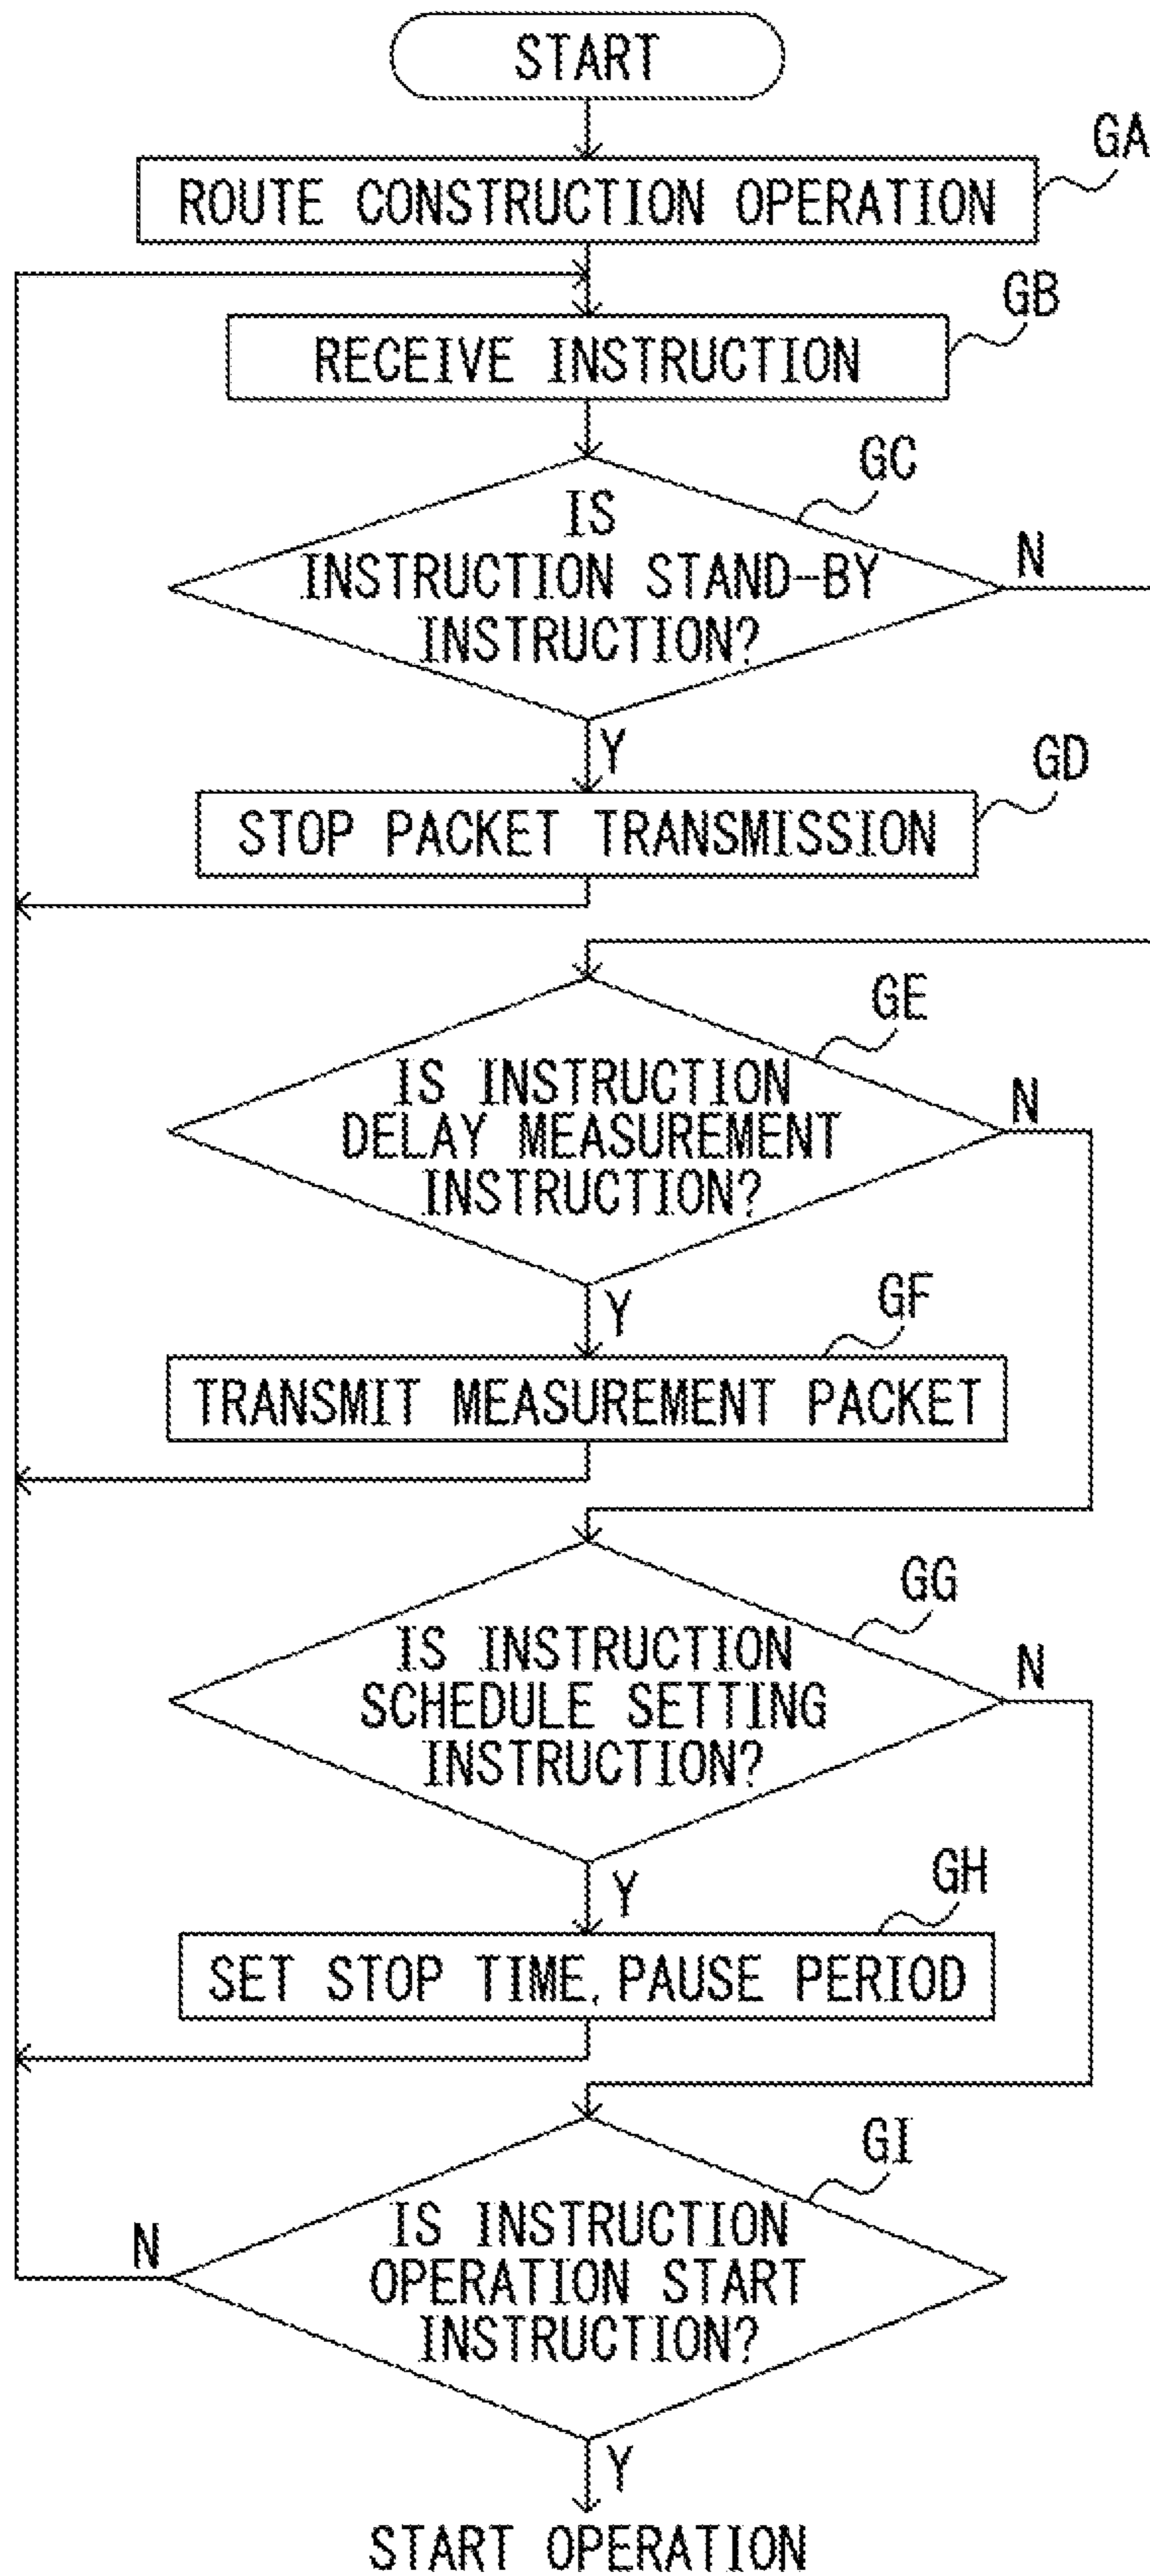 START
GA
ROUTE CONSTRUCTION OPERATION
GB
RECEIVE INSTRUCTION
GC
IS
INSTRUCTION STAND-BY
INSTRUCTION?
N
Y
GD
STOP PACKET TRANSMISSION
GE
IS INSTRUCTION
DELAY MEASUREMENT
INSTRUCTION?
N
Y
GF
TRANSMIT MEASUREMENT PACKET
GG
IS INSTRUCTION
SCHEDULE SETTING
INSTRUCTION?
N
Y
GH
SET STOP TIME, PAUSE PERIOD
GI
IS INSTRUCTION
OPERATION START
INSTRUCTION?
N
Y
START OPERATION